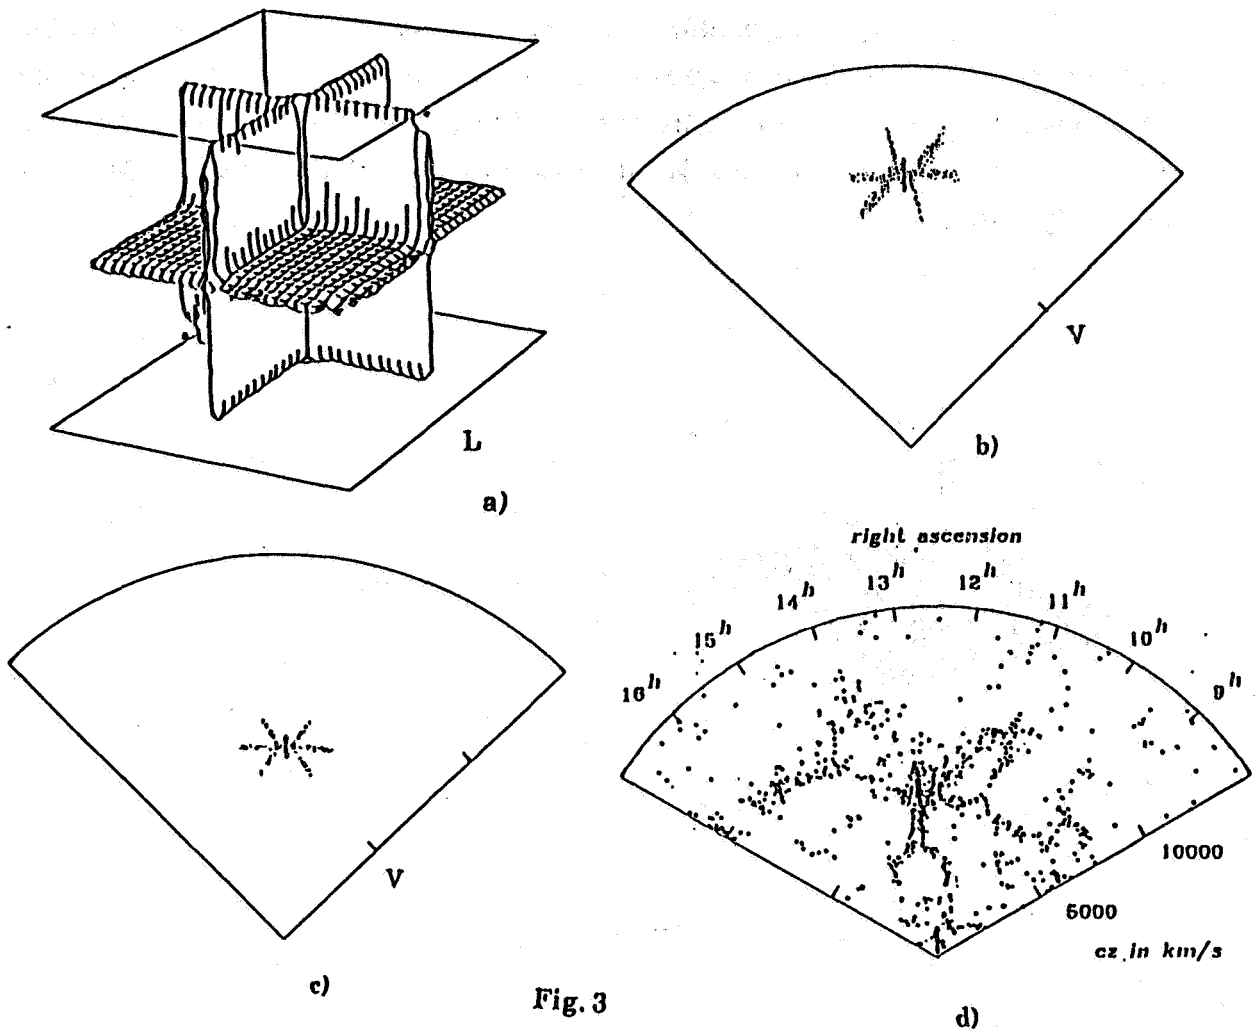 L
a)
V
b)
V
c)
right ascension
16h 15h 14h 13h 12h 11h 10h 9h
10000
5000
cz in km/s
d)
Fig. 3